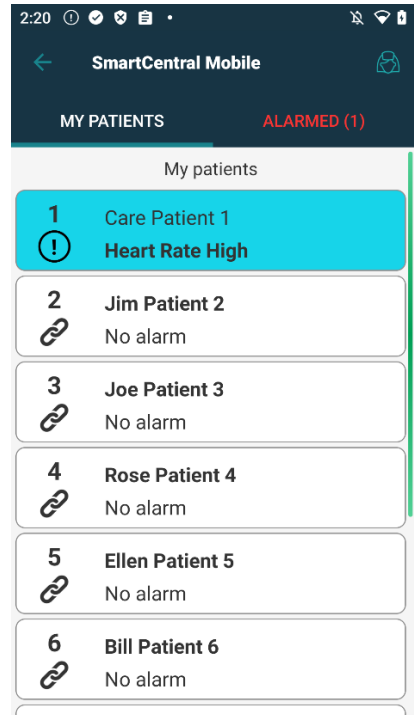 2:20
SmartCentral Mobile
MY PATIENTS
ALARMED (1)
My patients
1
Care Patient 1
Heart Rate High
2
Jim Patient 2
No alarm
3
Joe Patient 3
No alarm
4
Rose Patient 4
No alarm
5
Ellen Patient 5
No alarm
6
Bill Patient 6
No alarm